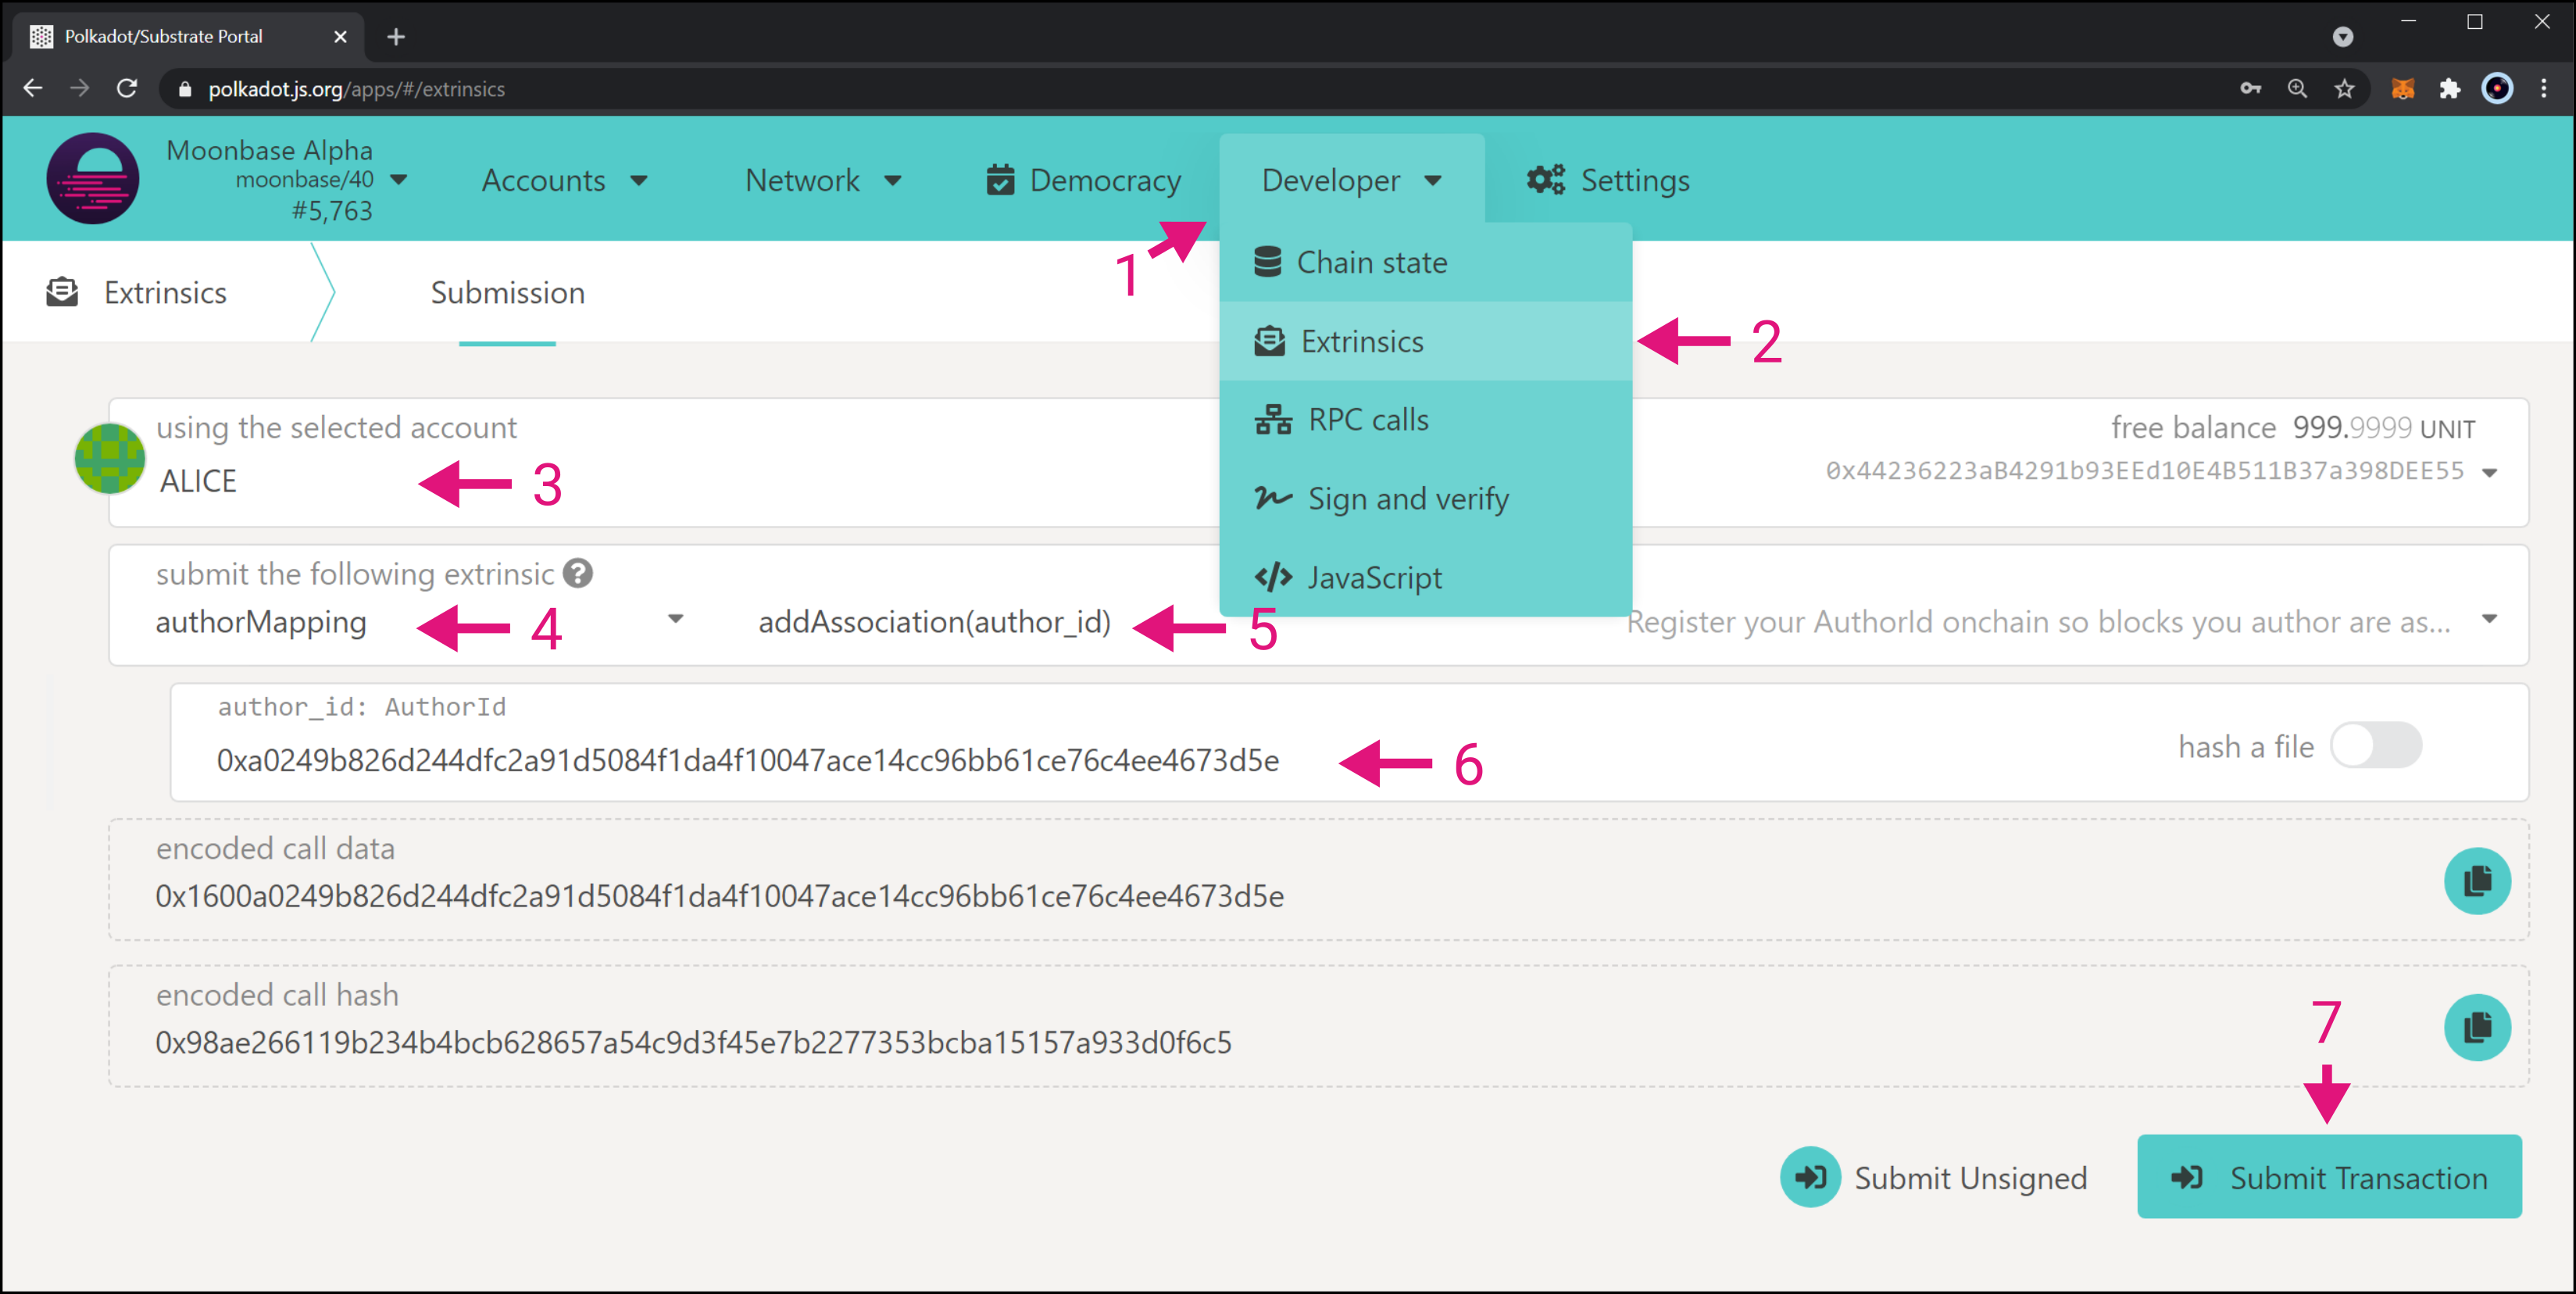 Polkadot/Substrate Portal
polkadot.js.org/apps/#/extrinsics
Moonbase Alpha
moonbase/40
#5,763
Accounts
Network
Democracy
Developer
Settings
1
Chain state
Extrinsics
2
RPC calls
Sign and verify
JavaScript
Extrinsics
Submission
using the selected account
ALICE
3
free balance 999.9999 UNIT
0x44236223aB4291b93EEd10E4B511B37a398DEE55
submit the following extrinsic
authorMapping
4
addAssociation(author_id)
5
Register your AuthorId onchain so blocks you author are as...
author_id: AuthorId
0xa0249b826d244dfc2a91d5084f1da4f10047ace14cc96bb61ce76c4ee4673d5e
6
hash a file
encoded call data
0x1600a0249b826d244dfc2a91d5084f1da4f10047ace14cc96bb61ce76c4ee4673d5e
encoded call hash
0x98ae266119b234b4bcb628657a54c9d3f45e7b2277353bcba15157a933d0f6c5
7
Submit Unsigned
Submit Transaction